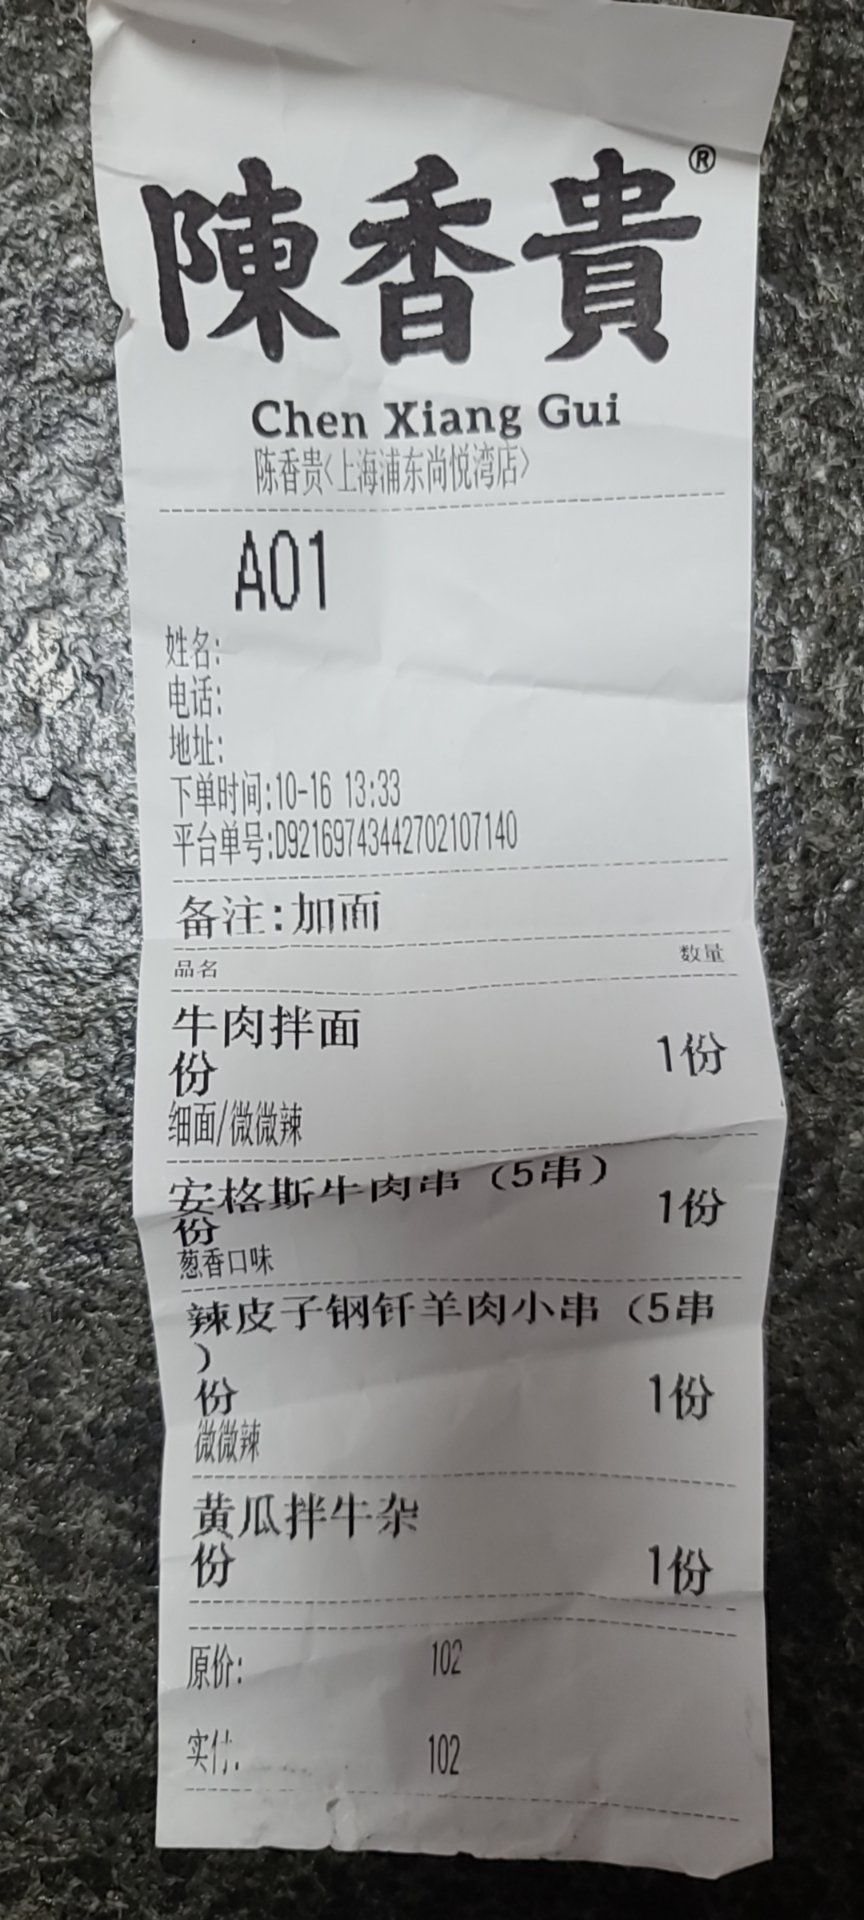 陳香貴®
Chen Xiang Gui
陈香贵<上海浦东尚悦湾店>
A01
姓名:
电话:
地址:
下单时间:10-16 13:33
平台单号:D92169743442702107140
备注:加面
品名 数量
牛肉拌面
份 1份
细面/微微辣
安格斯牛肉串（5串）
份 1份
葱香口味
辣皮子钢钎羊肉小串（5串
）
份 1份
微微辣
黄瓜拌牛杂
份 1份
原价: 102
实付: 102